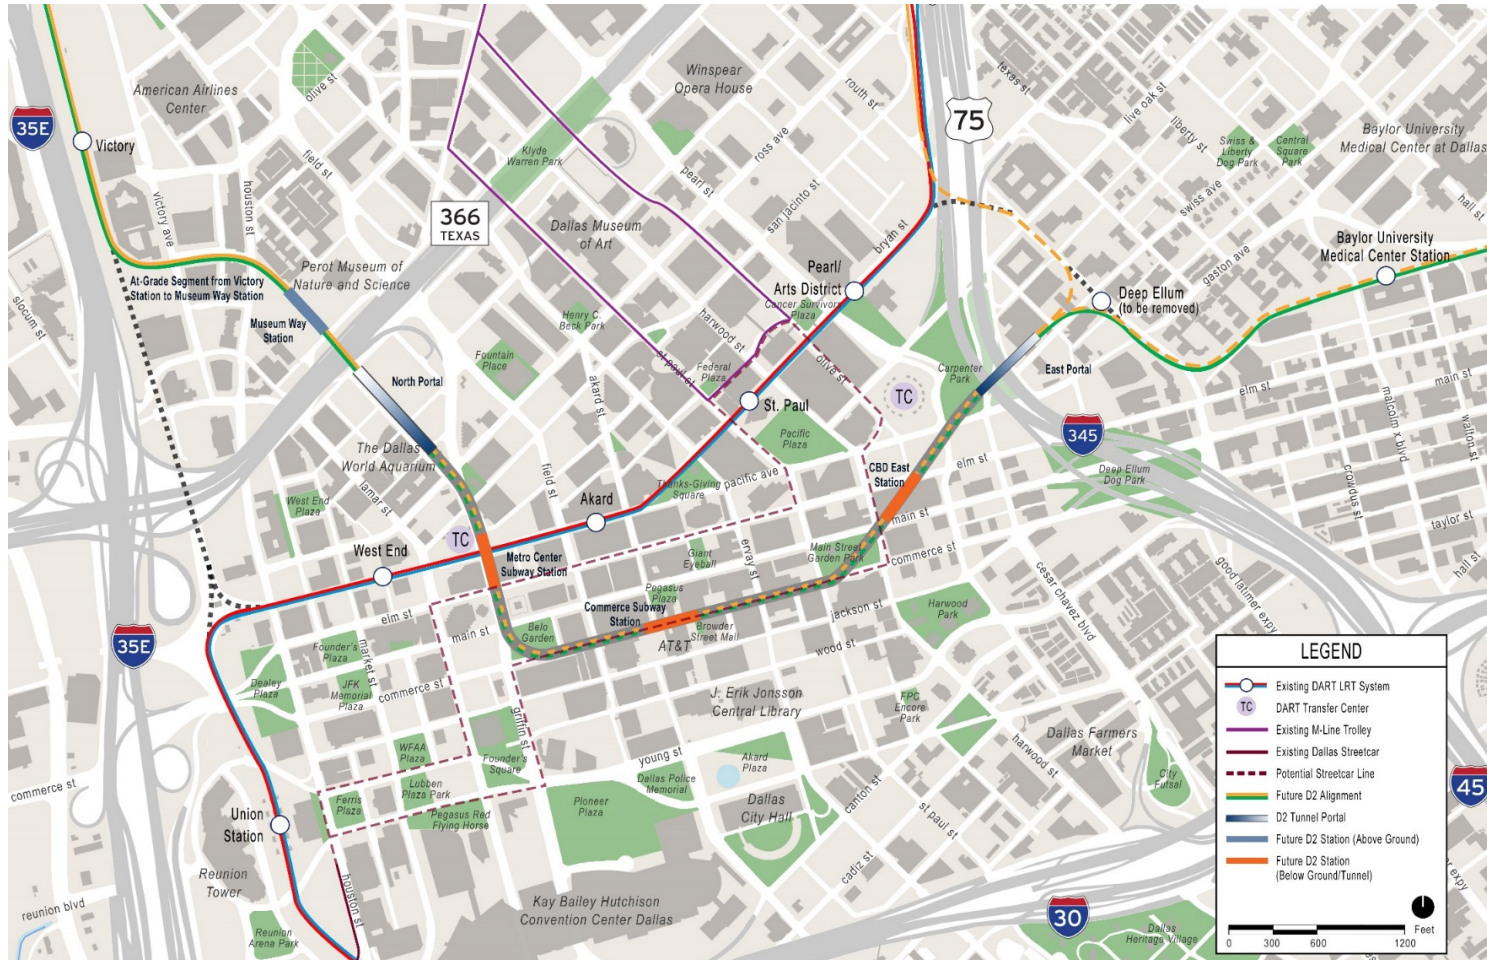 American Airlines
Center
35E
Victory
olive st
field st
houston st
victory ave
366
TEXAS
Klyde
Warren Park
Winspear
Opera House
routh st
ross ave
pearl st
san jacinto st
Dallas Museum
of Art
75
texas st
live oak st
liberty st
Swiss &
Liberty
Dog Park
Central
Square
Park
Baylor University
Medical Center at Dallas
swiss ave
hall st
gaston ave
Baylor University
Medical Center Station
bryan st
Pearl/
Arts District
Cancer Survivors
Plaza
Deep Ellum
(to be removed)
Perot Museum of
Nature and Science
At-Grade Segment from Victory
Station to Museum Way Station
Museum Way
Station
slocum st
Henry C.
Beck Park
harwood st
Fountain
Place
North Portal
st paul st
Federal
Plaza
olive st
akard st
St. Paul
TC
Carpenter
Park
East Portal
elm st
main st
malcolm x blvd
walton st
345
Pacific
Plaza
The Dallas
World Aquarium
lamar st
field st
pacific ave
Thanks-Giving
Square
CBD East
Station
elm st
main st
Deep Ellum
Dog Park
crowdus st
taylor st
hall st
West End
Plaza
Akard
TC
West End
Metro Center
Subway Station
Giant
Eyeball
ervay st
Main Street
Garden Park
commerce st
cesar chavez blvd
good latimer expy
Pegasus
Plaza
Commerce Subway
Station
Browder
Street Mall
AT&T
jackson st
wood st
Harwood
Park
35E
elm st
main st
Belo
Garden
Founder's
Plaza
market st
Dealey
Plaza
JFK
Memorial
Plaza
commerce st
J. Erik Jonsson
Central Library
FPC
Encore
Park
griffin st
WFAA
Plaza
Founder's
Square
young st
Akard
Plaza
Dallas Farmers
Market
harwood st
Lubben
Plaza Park
Dallas Police
Memorial
City
Futsal
commerce st
Union
Station
Ferris
Plaza
Pegasus Red
Flying Horse
Pioneer
Plaza
Dallas
City Hall
canton st
st paul st
cadiz st
Reunion
Tower
houston st
reunion blvd
Reunion
Arena Park
Kay Bailey Hutchison
Convention Center Dallas
30
Dallas
Heritage Village
45
LEGEND
Existing DART LRT System
TC
DART Transfer Center
Existing M-Line Trolley
Existing Dallas Streetcar
Potential Streetcar Line
Future D2 Alignment
D2 Tunnel Portal
Future D2 Station (Above Ground)
Future D2 Station
(Below Ground/Tunnel)
Feet
0 300 600 1200